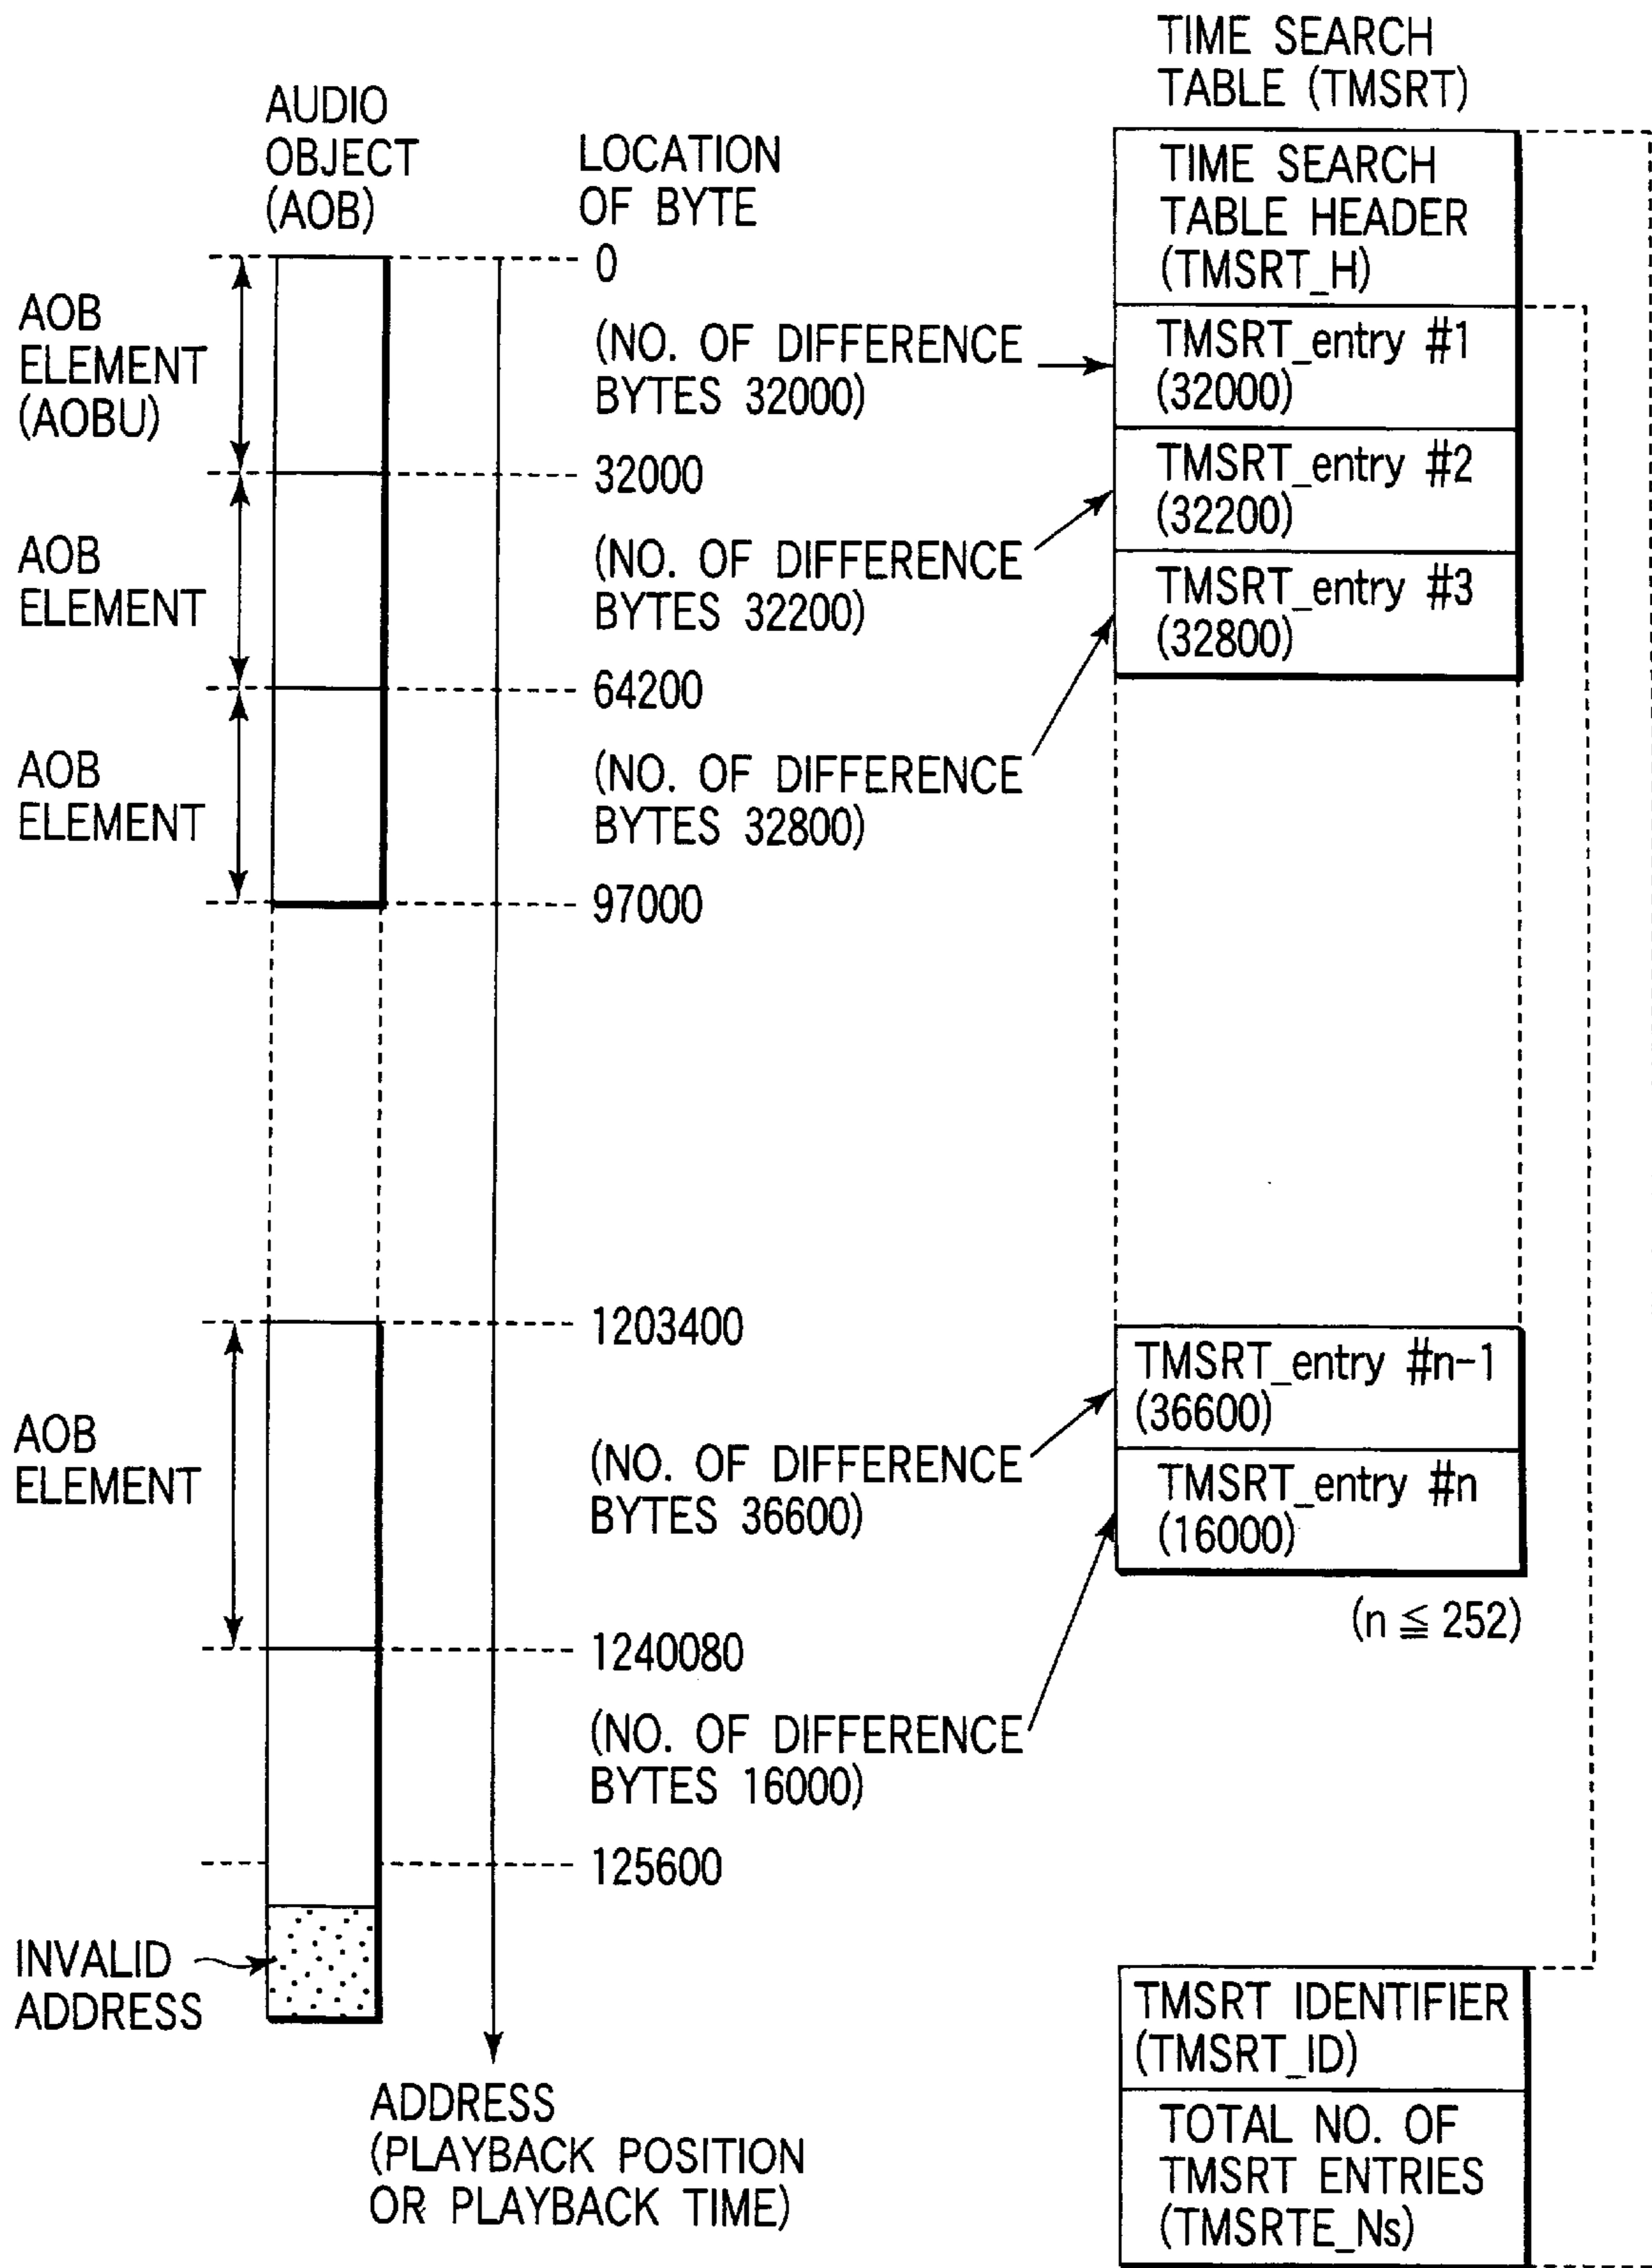 TIME SEARCH
TABLE (TMSRT)
AUDIO
OBJECT
(AOB)
LOCATION
OF BYTE
TIME SEARCH
TABLE HEADER
(TMSRT_H)
0
AOB
ELEMENT
(AOBU)
(NO. OF DIFFERENCE
BYTES 32000)
TMSRT_entry #1
(32000)
32000
TMSRT_entry #2
(32200)
AOB
ELEMENT
(NO. OF DIFFERENCE
BYTES 32200)
TMSRT_entry #3
(32800)
64200
AOB
ELEMENT
(NO. OF DIFFERENCE
BYTES 32800)
97000
1203400
TMSRT_entry #n-1
(36600)
AOB
ELEMENT
(NO. OF DIFFERENCE
BYTES 36600)
TMSRT_entry #n
(16000)
(n ≦ 252)
1240080
(NO. OF DIFFERENCE
BYTES 16000)
125600
INVALID
ADDRESS
TMSRT IDENTIFIER
(TMSRT_ID)
ADDRESS
(PLAYBACK POSITION
OR PLAYBACK TIME)
TOTAL NO. OF
TMSRT ENTRIES
(TMSRTE_Ns)